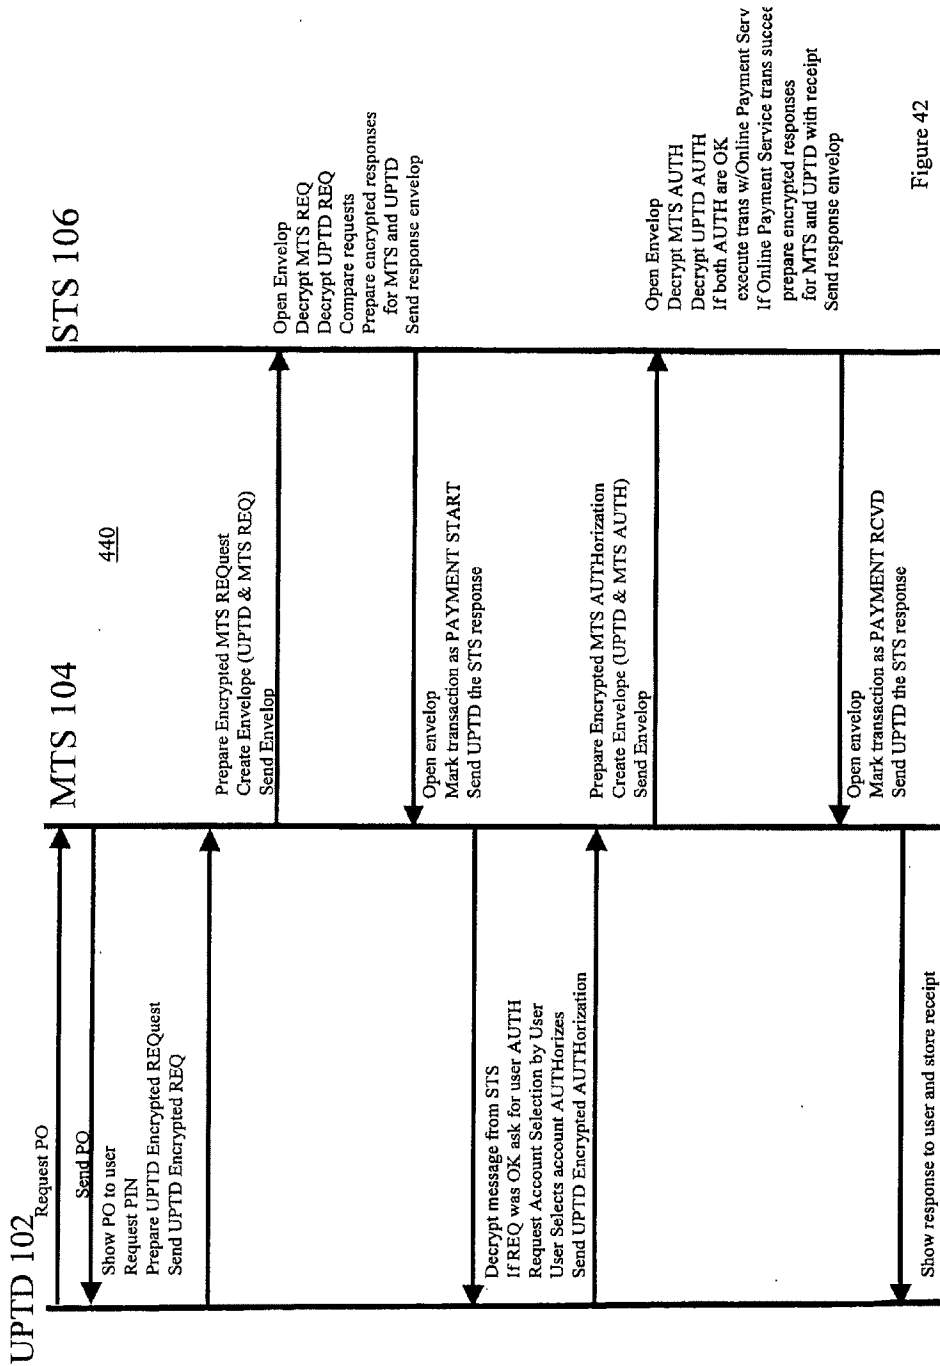 UPTD 102
MTS 104
STS 106
440
Request PO
Send PO
Show PO to user
Request PIN
Prepare UPTD Encrypted REQuest
Send UPTD Encrypted REQ
Prepare Encrypted MTS REQuest
Create Envelope (UPTD & MTS REQ)
Send Envelop
Open Envelop
Decrypt MTS REQ
Decrypt UPTD REQ
Compare requests
Prepare encrypted responses
for MTS and UPTD
Send response envelop
Open envelop
Mark transaction as PAYMENT START
Send UPTD the STS response
Decrypt message from STS
If REQ was OK ask for user AUTH
Request Account Selection by User
User Selects account AUTHorizes
Send UPTD Encrypted AUTHorization
Prepare Encrypted MTS AUTHorization
Create Envelope (UPTD & MTS AUTH)
Send Envelop
Open Envelop
Decrypt MTS AUTH
Decrypt UPTD AUTH
If both AUTH are OK
execute trans w/Online Payment Serv
If Online Payment Service trans succee
prepare encrypted responses
for MTS and UPTD with receipt
Send response envelop
Open envelop
Mark transaction as PAYMENT RCVD
Send UPTD the STS response
Show response to user and store receipt
Figure 42